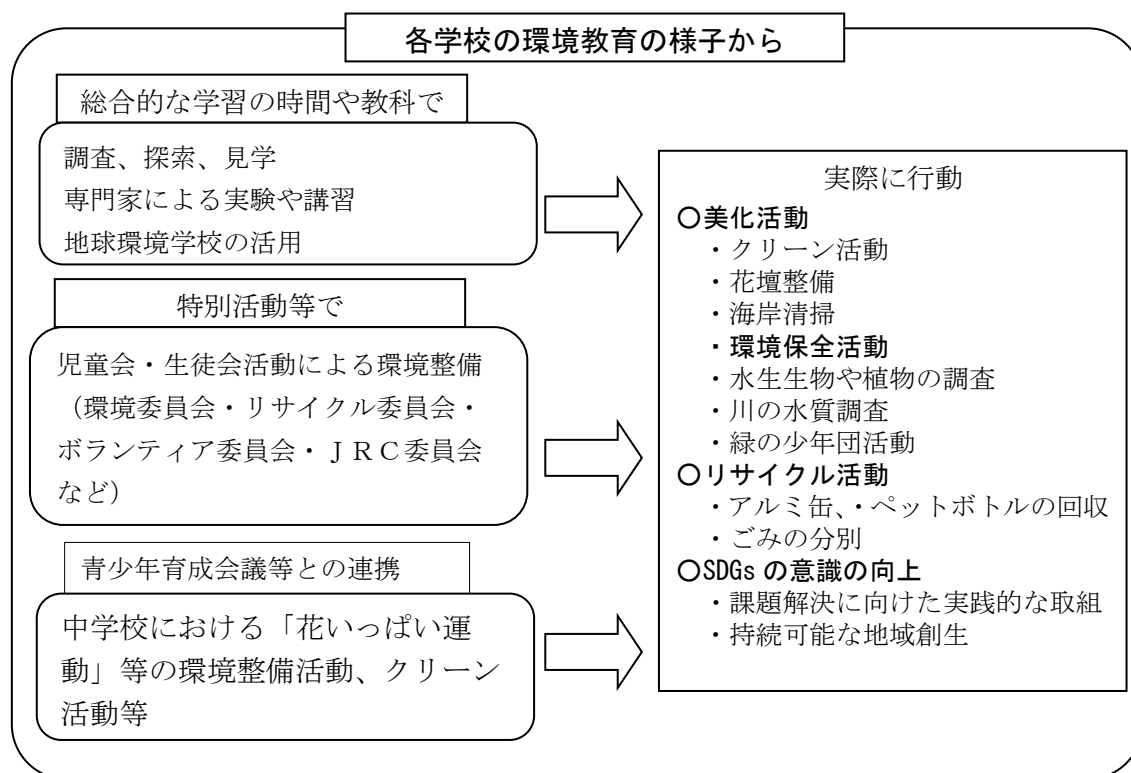 各学校の環境教育の様子から
総合的な学習の時間や教科で
調査、探索、見学
専門家による実験や講習
地球環境学校の活用
特別活動等で
児童会・生徒会活動による環境整備
（環境委員会・リサイクル委員会・
ボランティア委員会・ＪＲＣ委員会
など）
青少年育成会議等との連携
中学校における「花いっぱい運
動」等の環境整備活動、クリーン
活動等
実際に行動
〇美化活動
・クリーン活動
・花壇整備
・海岸清掃
・環境保全活動
・水生生物や植物の調査
・川の水質調査
・緑の少年団活動
〇リサイクル活動
・アルミ缶、・ペットボトルの回収
・ごみの分別
〇SDGs の意識の向上
・課題解決に向けた実践的な取組
・持続可能な地域創生